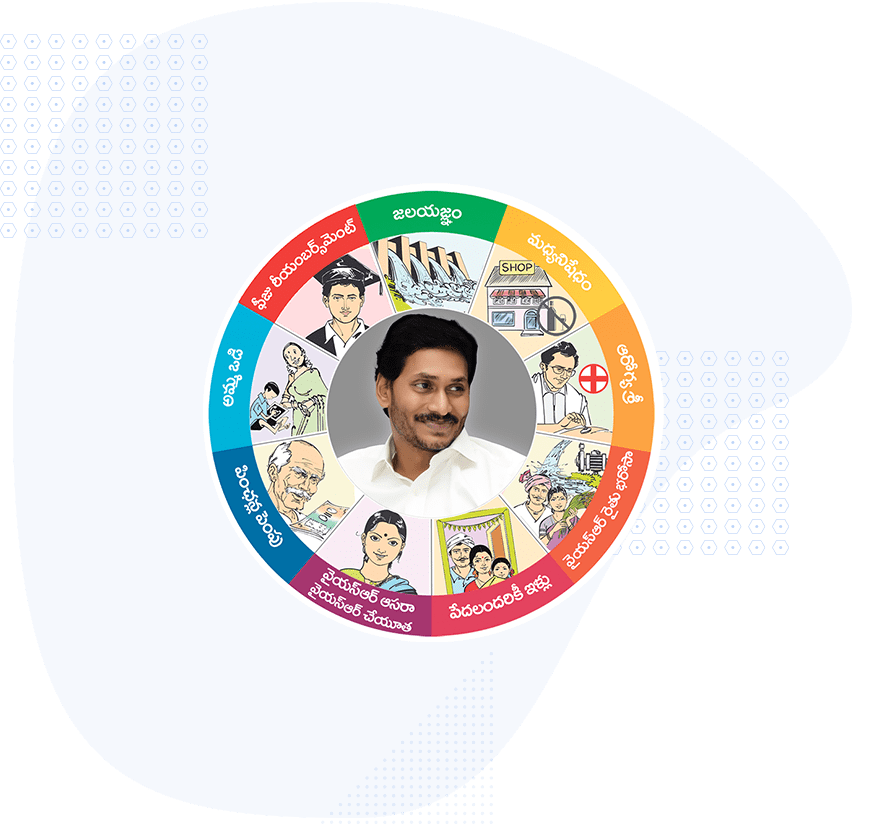 జలయజ్ఞం
మద్యనిషేధం
SHOP
ఆరోగ్యశ్రీ
వైయస్ఆర్ రైతు భరోసా
పేదలందరికీ ఇళ్లు
వైయస్ఆర్ ఆసరా
వైయస్ఆర్ చేయూత
పింఛన్ల పెంపు
అమ్మ ఒడి
ఫీజు రీయంబర్స్‌మెంట్